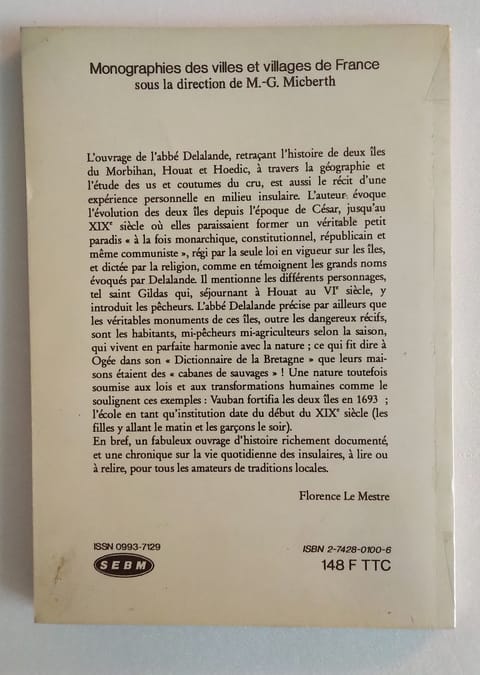 Monographies des villes et villages de France
sous la direction de M.-G. Micberth
L'ouvrage de l'abbé Delalande, retraçant l'histoire de deux îles
du Morbihan, Houat et Hoedic, à travers la géographie et
l'étude des us et coutumes du cru, est aussi le récit d'une
expérience personnelle en milieu insulaire. L'auteur évoque
l'évolution des deux îles depuis l'époque de César, jusqu'au
XIXe siècle où elles paraissaient former un véritable petit
paradis « à la fois monarchique, constitutionnel, républicain et
même communiste », régi par la seule loi en vigueur sur les îles,
et dictée par la religion, comme en témoignent les grands noms
évoqués par Delalande. Il mentionne les différents personnages,
tel saint Gildas qui, séjournant à Houat au VIe siècle, y
introduit les pêcheurs. L'abbé Delalande précise par ailleurs que
les véritables monuments de ces îles, outre les dangereux récifs,
sont les habitants, mi-pêcheurs mi-agriculteurs selon la saison,
qui vivent en parfaite harmonie avec la nature ; ce qui fit dire à
Ogée dans son « Dictionnaire de la Bretagne » que leurs mai-
sons étaient des « cabanes de sauvages » ! Une nature toutefois
soumise aux lois et aux transformations humaines comme le
soulignent ces exemples : Vauban fortifia les deux îles en 1693 ;
l'école en tant qu'institution date du début du XIXe siècle (les
filles y allant le matin et les garçons le soir).
En bref, un fabuleux ouvrage d'histoire richement documenté,
et une chronique sur la vie quotidienne des insulaires, à lire ou
à relire, pour tous les amateurs de traditions locales.
Florence Le Mestre
ISSN 0993-7129
SEBM
ISBN 2-7428-0100-6
148 F TTC